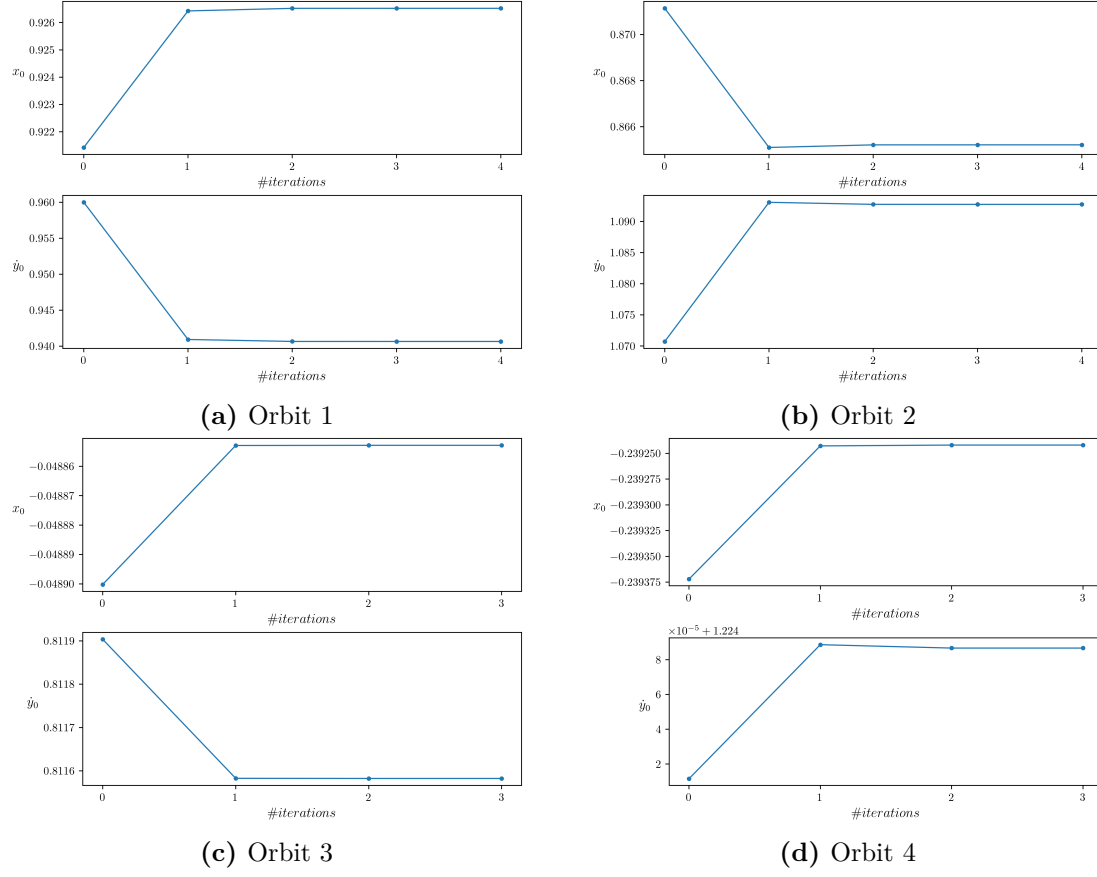 0.926
0.925
0.924
0.923
0.922
x₀
0 1 2 3 4
#iterations
0.960
0.955
0.950
0.945
0.940
ẏ₀
0 1 2 3 4
#iterations
(a) Orbit 1
0.870
0.868
0.866
x₀
0 1 2 3 4
#iterations
1.090
1.085
1.080
1.075
1.070
ẏ₀
0 1 2 3 4
#iterations
(b) Orbit 2
−0.04886
−0.04887
−0.04888
−0.04889
−0.04890
x₀
0 1 2 3
#iterations
0.8119
0.8118
0.8117
0.8116
ẏ₀
0 1 2 3
#iterations
(c) Orbit 3
−0.239250
−0.239275
−0.239300
−0.239325
−0.239350
−0.239375
x₀
0 1 2 3
#iterations
×10⁻⁵ + 1.224
8
6
4
2
ẏ₀
0 1 2 3
#iterations
(d) Orbit 4